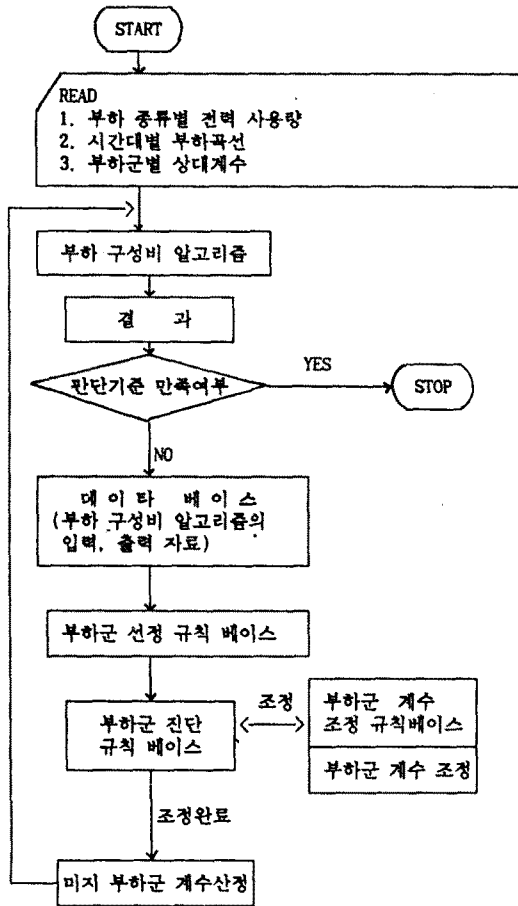 START
READ
1. 부하 종류별 전력 사용량
2. 시간대별 부하곡선
3. 부하군별 상대계수
부하 구성비 알고리즘
결 과
판단기준 만족여부
YES
STOP
NO
데 이 타 베 이 스
(부하 구성비 알고리즘의
입력, 출력 자료)
부하군 선정 규칙 베이스
부하군 진단
규칙 베이스
조정
부하군 계수
조정 규칙베이스
부하군 계수 조정
조정완료
미지 부하군 계수산정